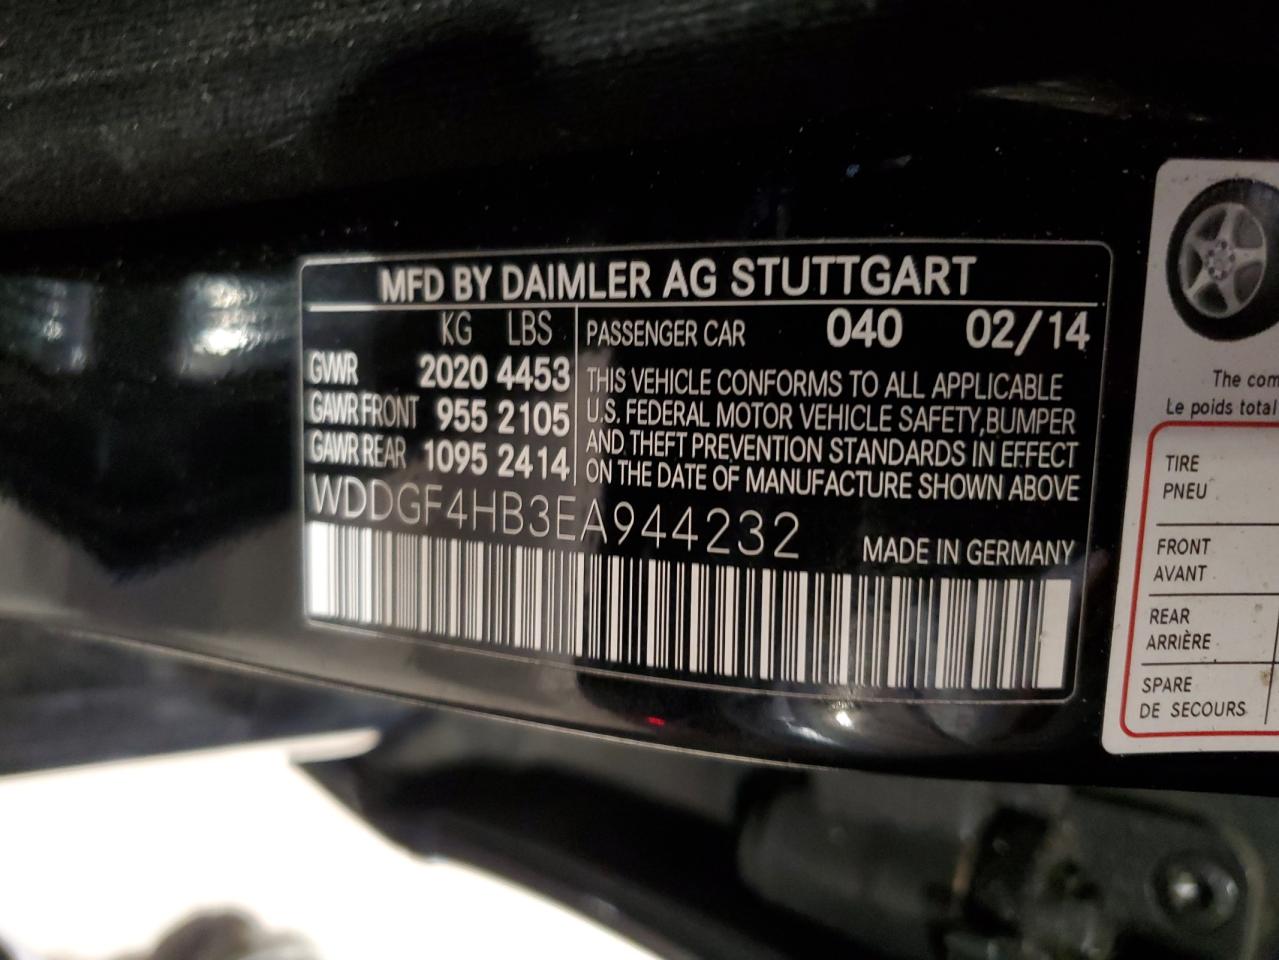 MFD BY DAIMLER AG STUTTGART
KG LBS
GVWR 2020 4453
GAWR FRONT 955 2105
GAWR REAR 1095 2414
PASSENGER CAR 040 02/14
THIS VEHICLE CONFORMS TO ALL APPLICABLE
U.S. FEDERAL MOTOR VEHICLE SAFETY, BUMPER
AND THEFT PREVENTION STANDARDS IN EFFECT
ON THE DATE OF MANUFACTURE SHOWN ABOVE
WDDGF4HB3EA944232
MADE IN GERMANY
The com
Le poids total
TIRE
PNEU
FRONT
AVANT
REAR
ARRIÈRE
SPARE
DE SECOURS